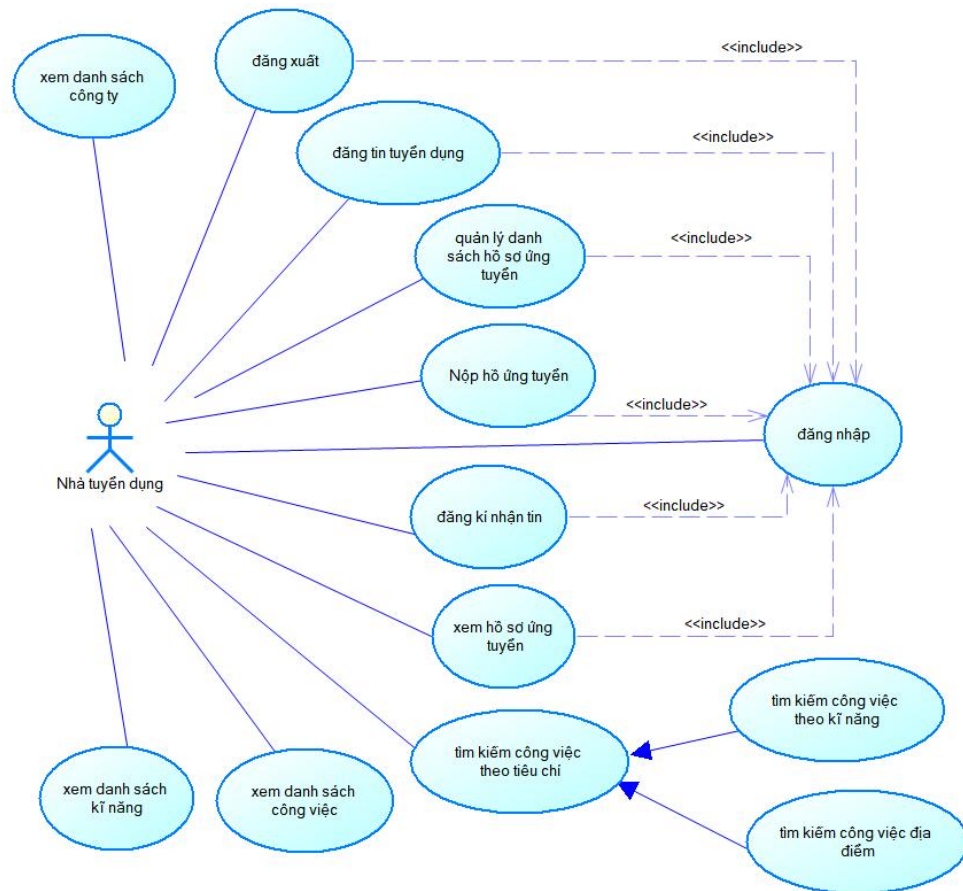 xem danh sách
công ty
đăng xuất
<<include>>
đăng tin tuyển dụng
<<include>>
quản lý danh
sách hồ sơ ứng
tuyển
<<include>>
Nộp hồ ứng tuyển
<<include>>
đăng nhập
Nhà tuyển dụng
đăng kí nhận tin
<<include>>
xem hồ sơ ứng
tuyển
<<include>>
tìm kiếm công việc
theo kĩ năng
tìm kiếm công việc
theo tiêu chí
xem danh sách
kĩ năng
xem danh sách
công việc
tìm kiếm công việc địa
điểm